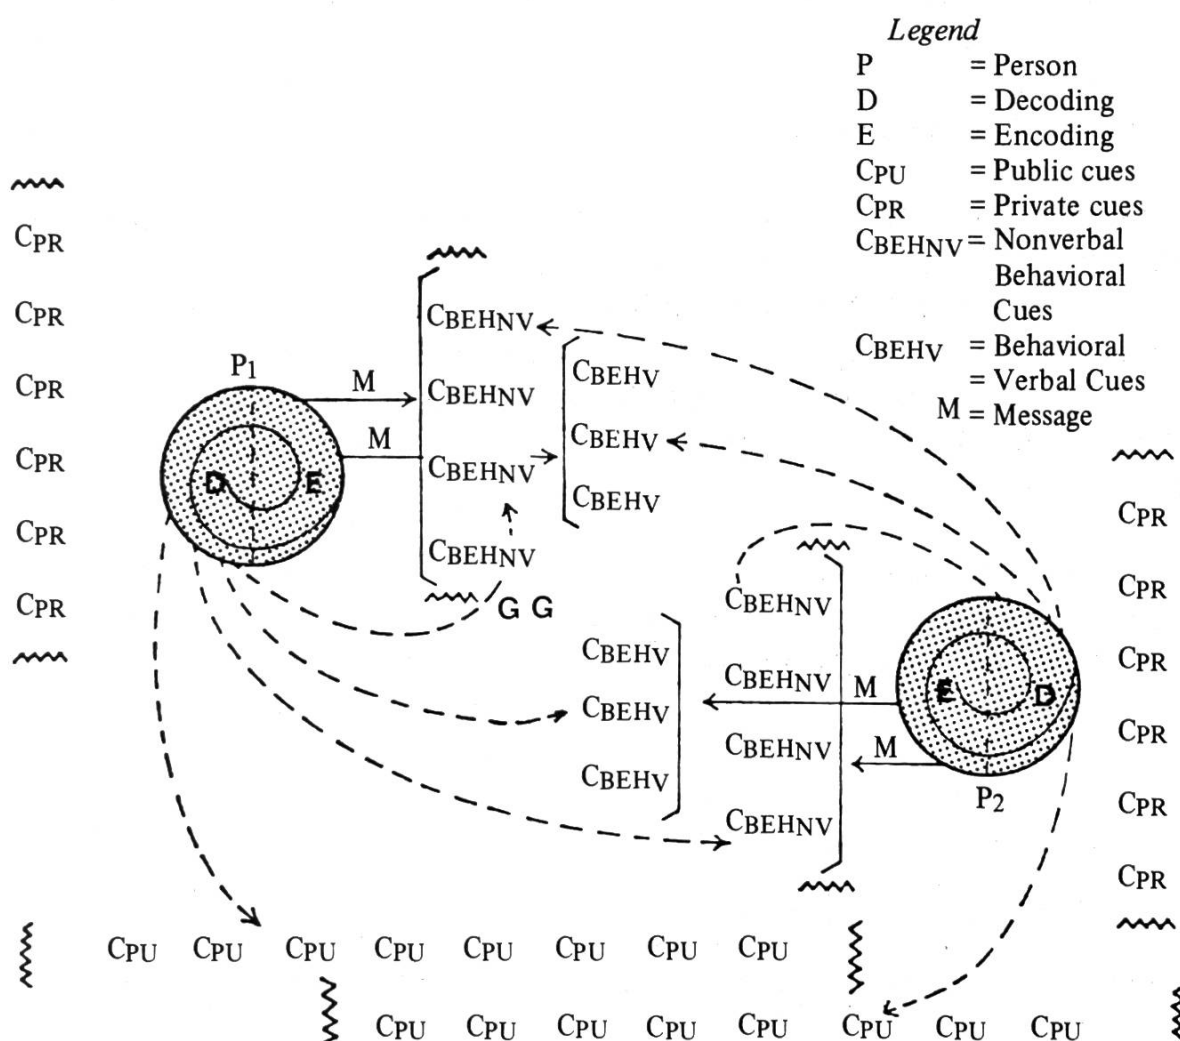 Legend
P = Person
D = Decoding
E = Encoding
CPU = Public cues
CPR = Private cues
CBEHNV = Nonverbal
Behavioral
Cues
CBEHV = Behavioral
= Verbal Cues
M = Message
CPR
CPR
CPR
CPR
CPR
CPR
P1
D E
M
M
CBEHNV
CBEHNV
CBEHNV
CBEHNV
CBEHV
CBEHV
CBEHV
G G
CBEHV
CBEHV
CBEHV
CBEHNV
CBEHNV
CBEHNV
CBEHNV
M
M
E D
P2
CPR
CPR
CPR
CPR
CPR
CPR
CPU CPU CPU CPU CPU CPU CPU CPU
CPU CPU CPU CPU CPU CPU CPU CPU